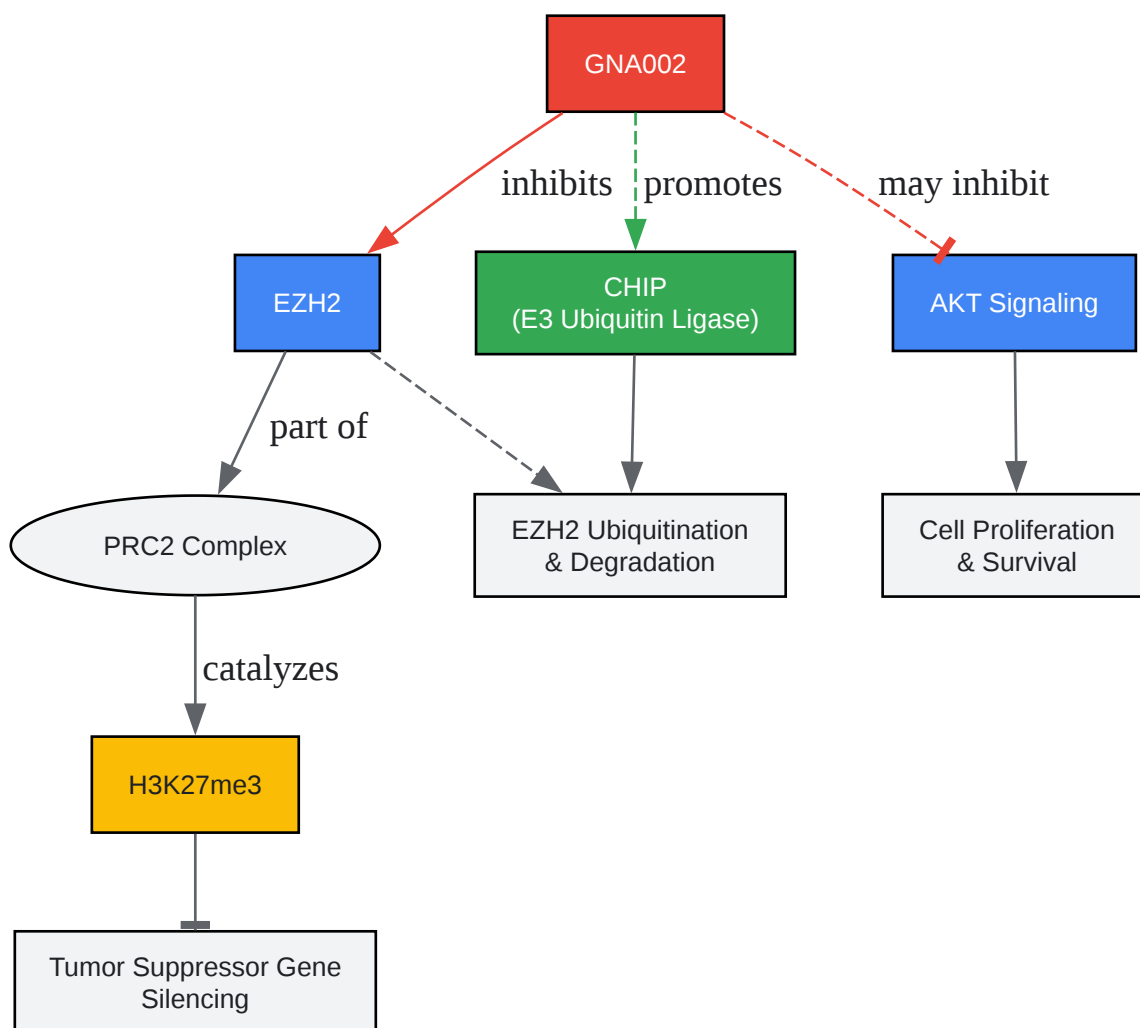 GNA002
inhibits
promotes
may inhibit
EZH2
CHIP
(E3 Ubiquitin Ligase)
AKT Signaling
part of
PRC2 Complex
EZH2 Ubiquitination
& Degradation
Cell Proliferation
& Survival
catalyzes
H3K27me3
Tumor Suppressor Gene
Silencing